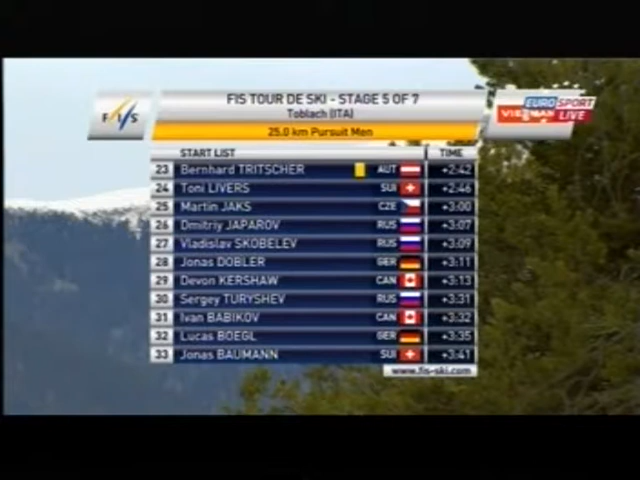 FIS TOUR DE SKI - STAGE 5 OF 7
Toblach (ITA)
25.0 km Pursuit Men
FIS
EUROSPORT
LIVE
START LIST TIME
23 Bernhard TRITSCHER AUT +2:42
24 Toni LIVERS SUI +2:46
25 Martin JAKS CZE +3:00
26 Dmitriy JAPAROV RUS +3:07
27 Vladislav SKOBELEV RUS +3:09
28 Jonas DOBLER GER +3:11
29 Devon KERSHAW CAN +3:13
30 Sergey TURYSHEV RUS +3:31
31 Ivan BABIKOV CAN +3:32
32 Lucas BOEGL GER +3:35
33 Jonas BAUMANN SUI +3:41
www.fis-ski.com